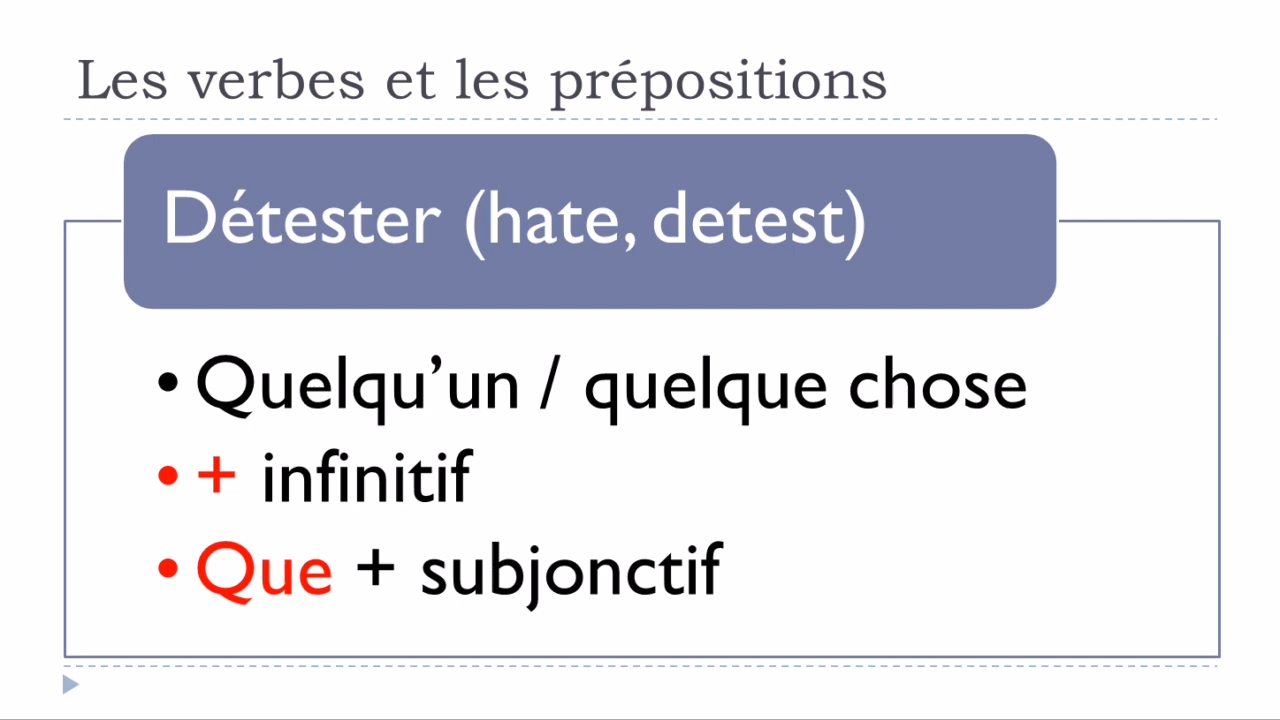 Les verbes et les prépositions
Détester (hate, detest)
• Quelqu’un / quelque chose
• + infinitif
• Que + subjonctif